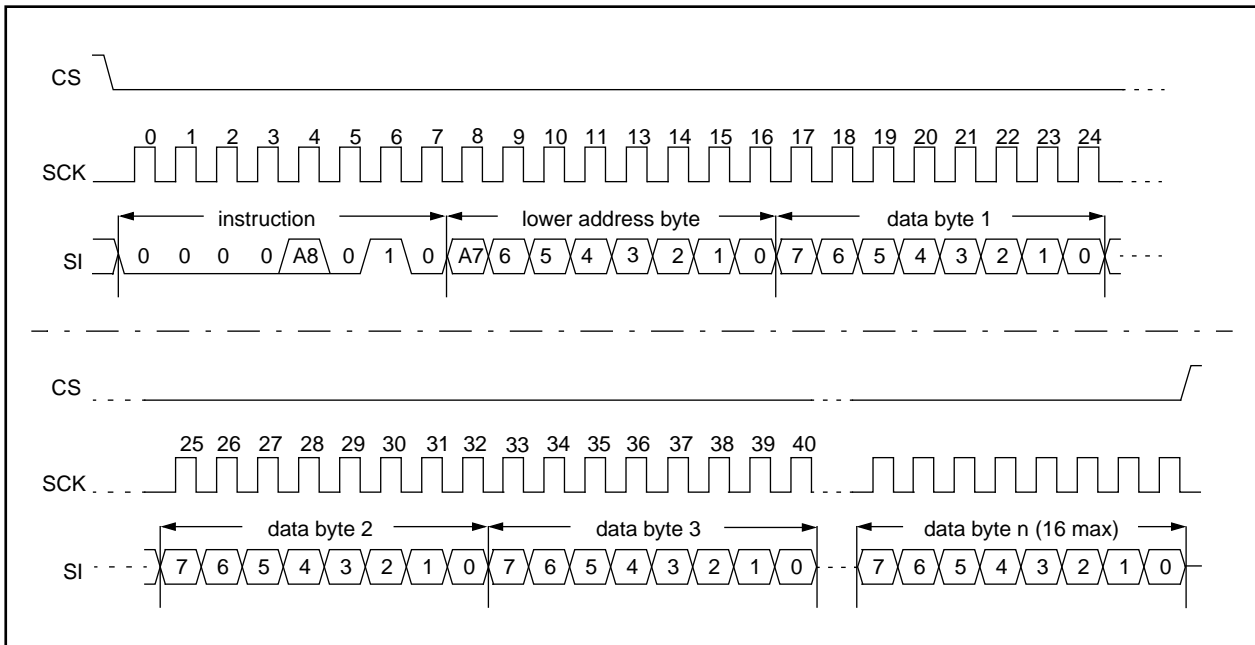 CS
0 1 2 3 4 5 6 7 8 9 10 11 13 14 15 16 17 18 19 20 21 22 23 24
SCK
instruction lower address byte data byte 1
SI 0 0 0 0 A8 0 1 0 A7 6 5 4 3 2 1 0 7 6 5 4 3 2 1 0
CS
25 26 27 28 29 30 31 32 33 34 35 36 37 38 39 40
SCK
data byte 2 data byte 3 data byte n (16 max)
SI 7 6 5 4 3 2 1 0 7 6 5 4 3 2 1 0 7 6 5 4 3 2 1 0